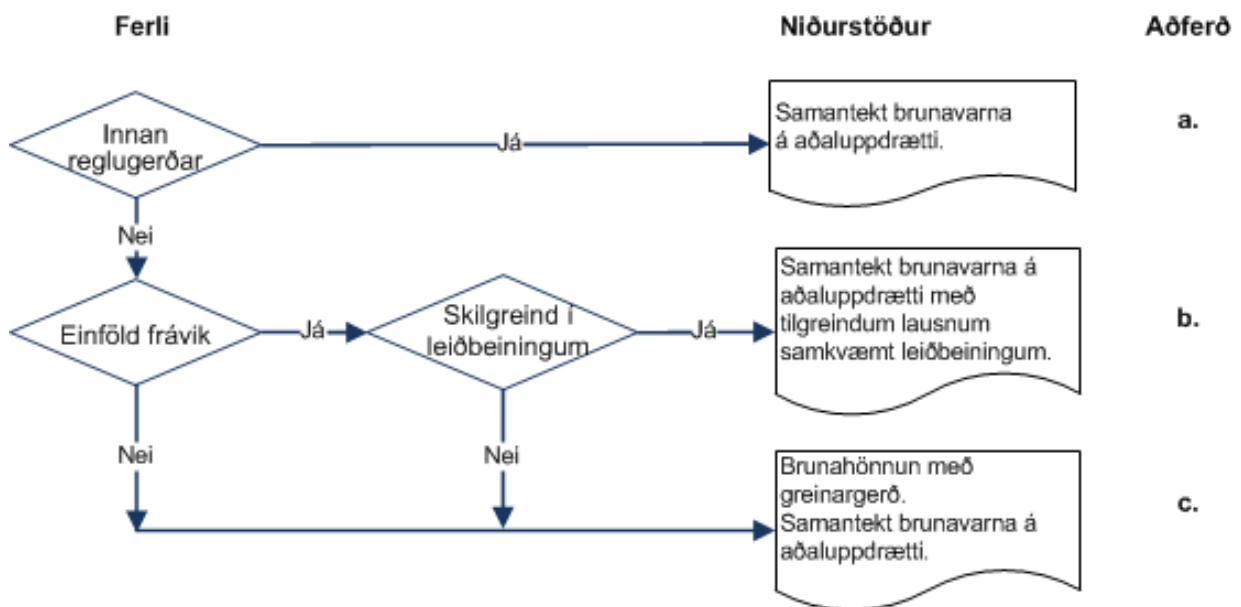 Ferli
Niðurstöður
Aðferð
Innan
reglugerðar
Já
Samantekt brunavarna
á aðaluppdrætti.
a.
Nei
Einföld frávik
Já
Skilgreind í
leiðbeiningum
Já
Samantekt brunavarna á
aðaluppdrætti með
tilgreindum lausnum
samkvæmt leiðbeiningum.
b.
Nei
Nei
Brunahönnun með
greinargerð.
Samantekt brunavarna á
aðaluppdrætti.
c.